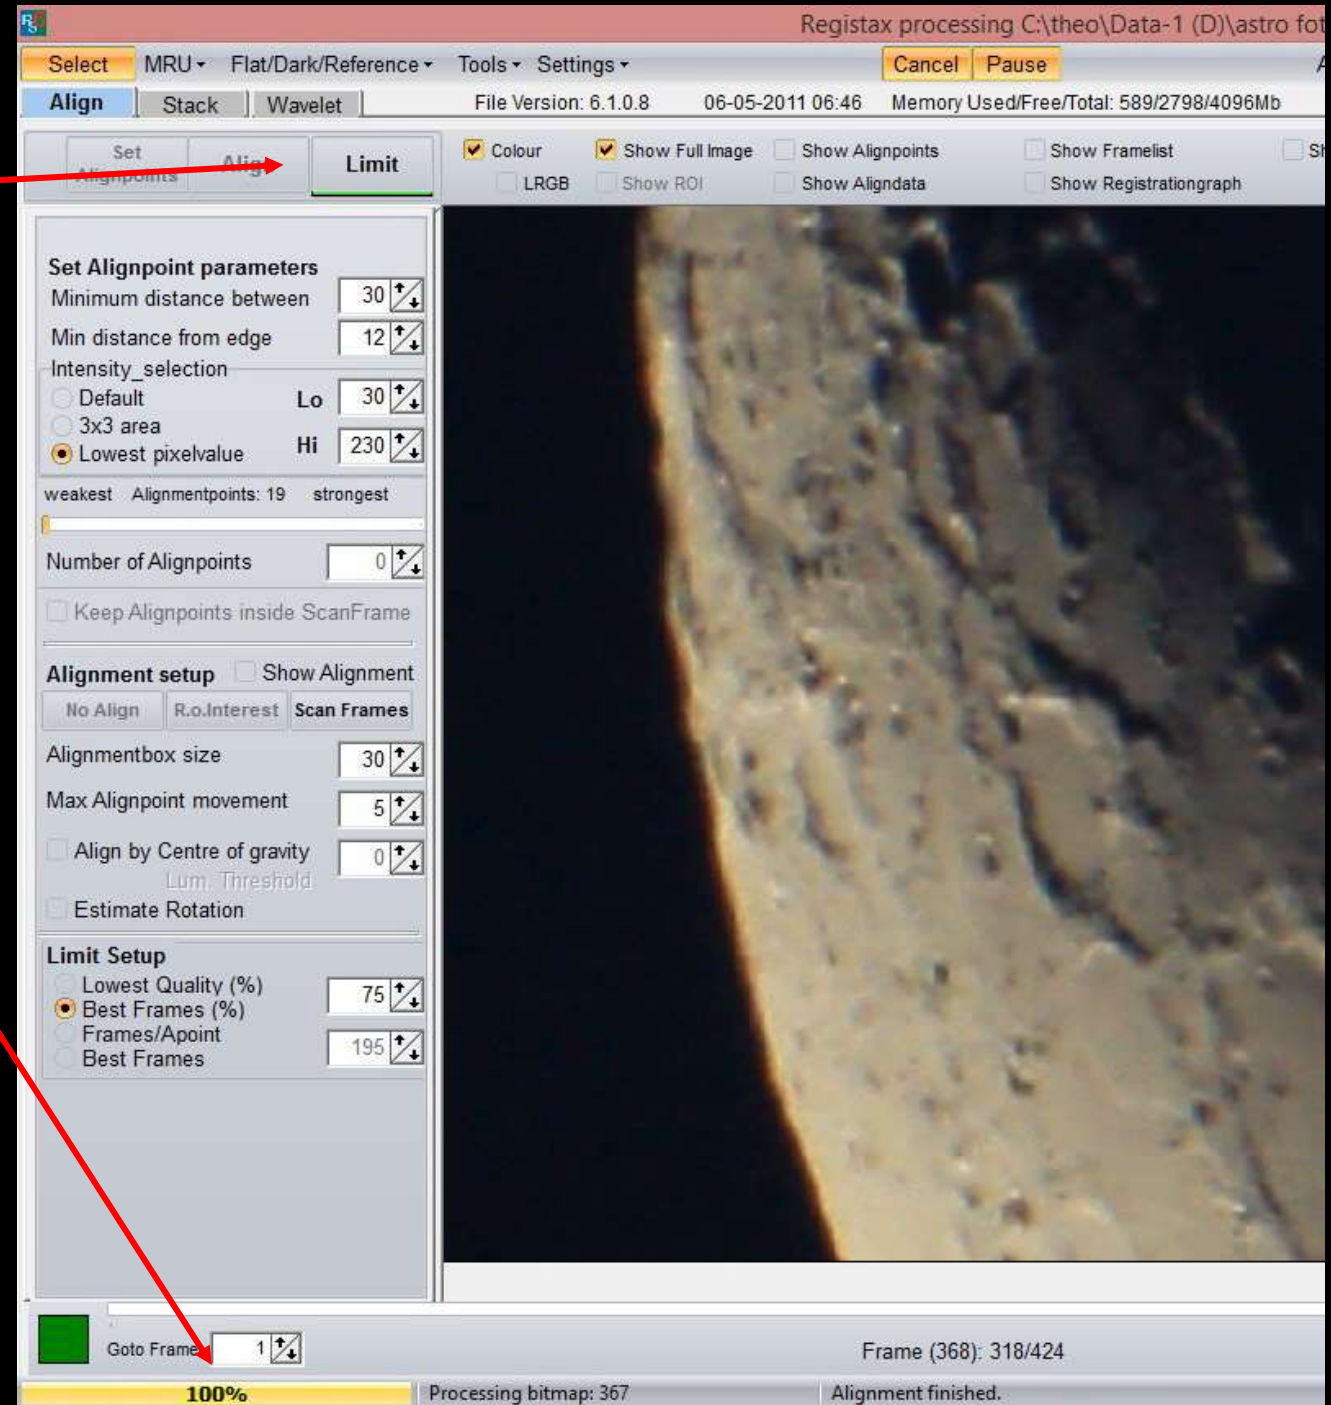 Registax processing C:\theo\Data-1 (D)\astro fot
Select MRU Flat/Dark/Reference Tools Settings Cancel Pause
Align Stack Wavelet File Version: 6.1.0.8 06-05-2011 06:46 Memory Used/Free/Total: 589/2798/4096Mb
Set Alignpoints Align Limit
Colour Show Full Image Show Alignpoints Show Framelist
LRGB Show ROI Show Aligndata Show Registrationgraph
Set Alignpoint parameters
Minimum distance between 30
Min distance from edge 12
Intensity_selection
Default Lo 30
3x3 area
Lowest pixelvalue Hi 230
weakest Alignmentpoints: 19 strongest
Number of Alignpoints 0
Keep Alignpoints inside ScanFrame
Alignment setup Show Alignment
No Align R.o.Interest Scan Frames
Alignmentbox size 30
Max Alignpoint movement 5
Align by Centre of gravity 0
Lum. Threshold
Estimate Rotation
Limit Setup
Lowest Quality (%) 75
Best Frames (%)
Frames/Apoint 195
Best Frames
Goto Frame 1 Frame (368): 318/424
100% Processing bitmap: 367 Alignment finished.